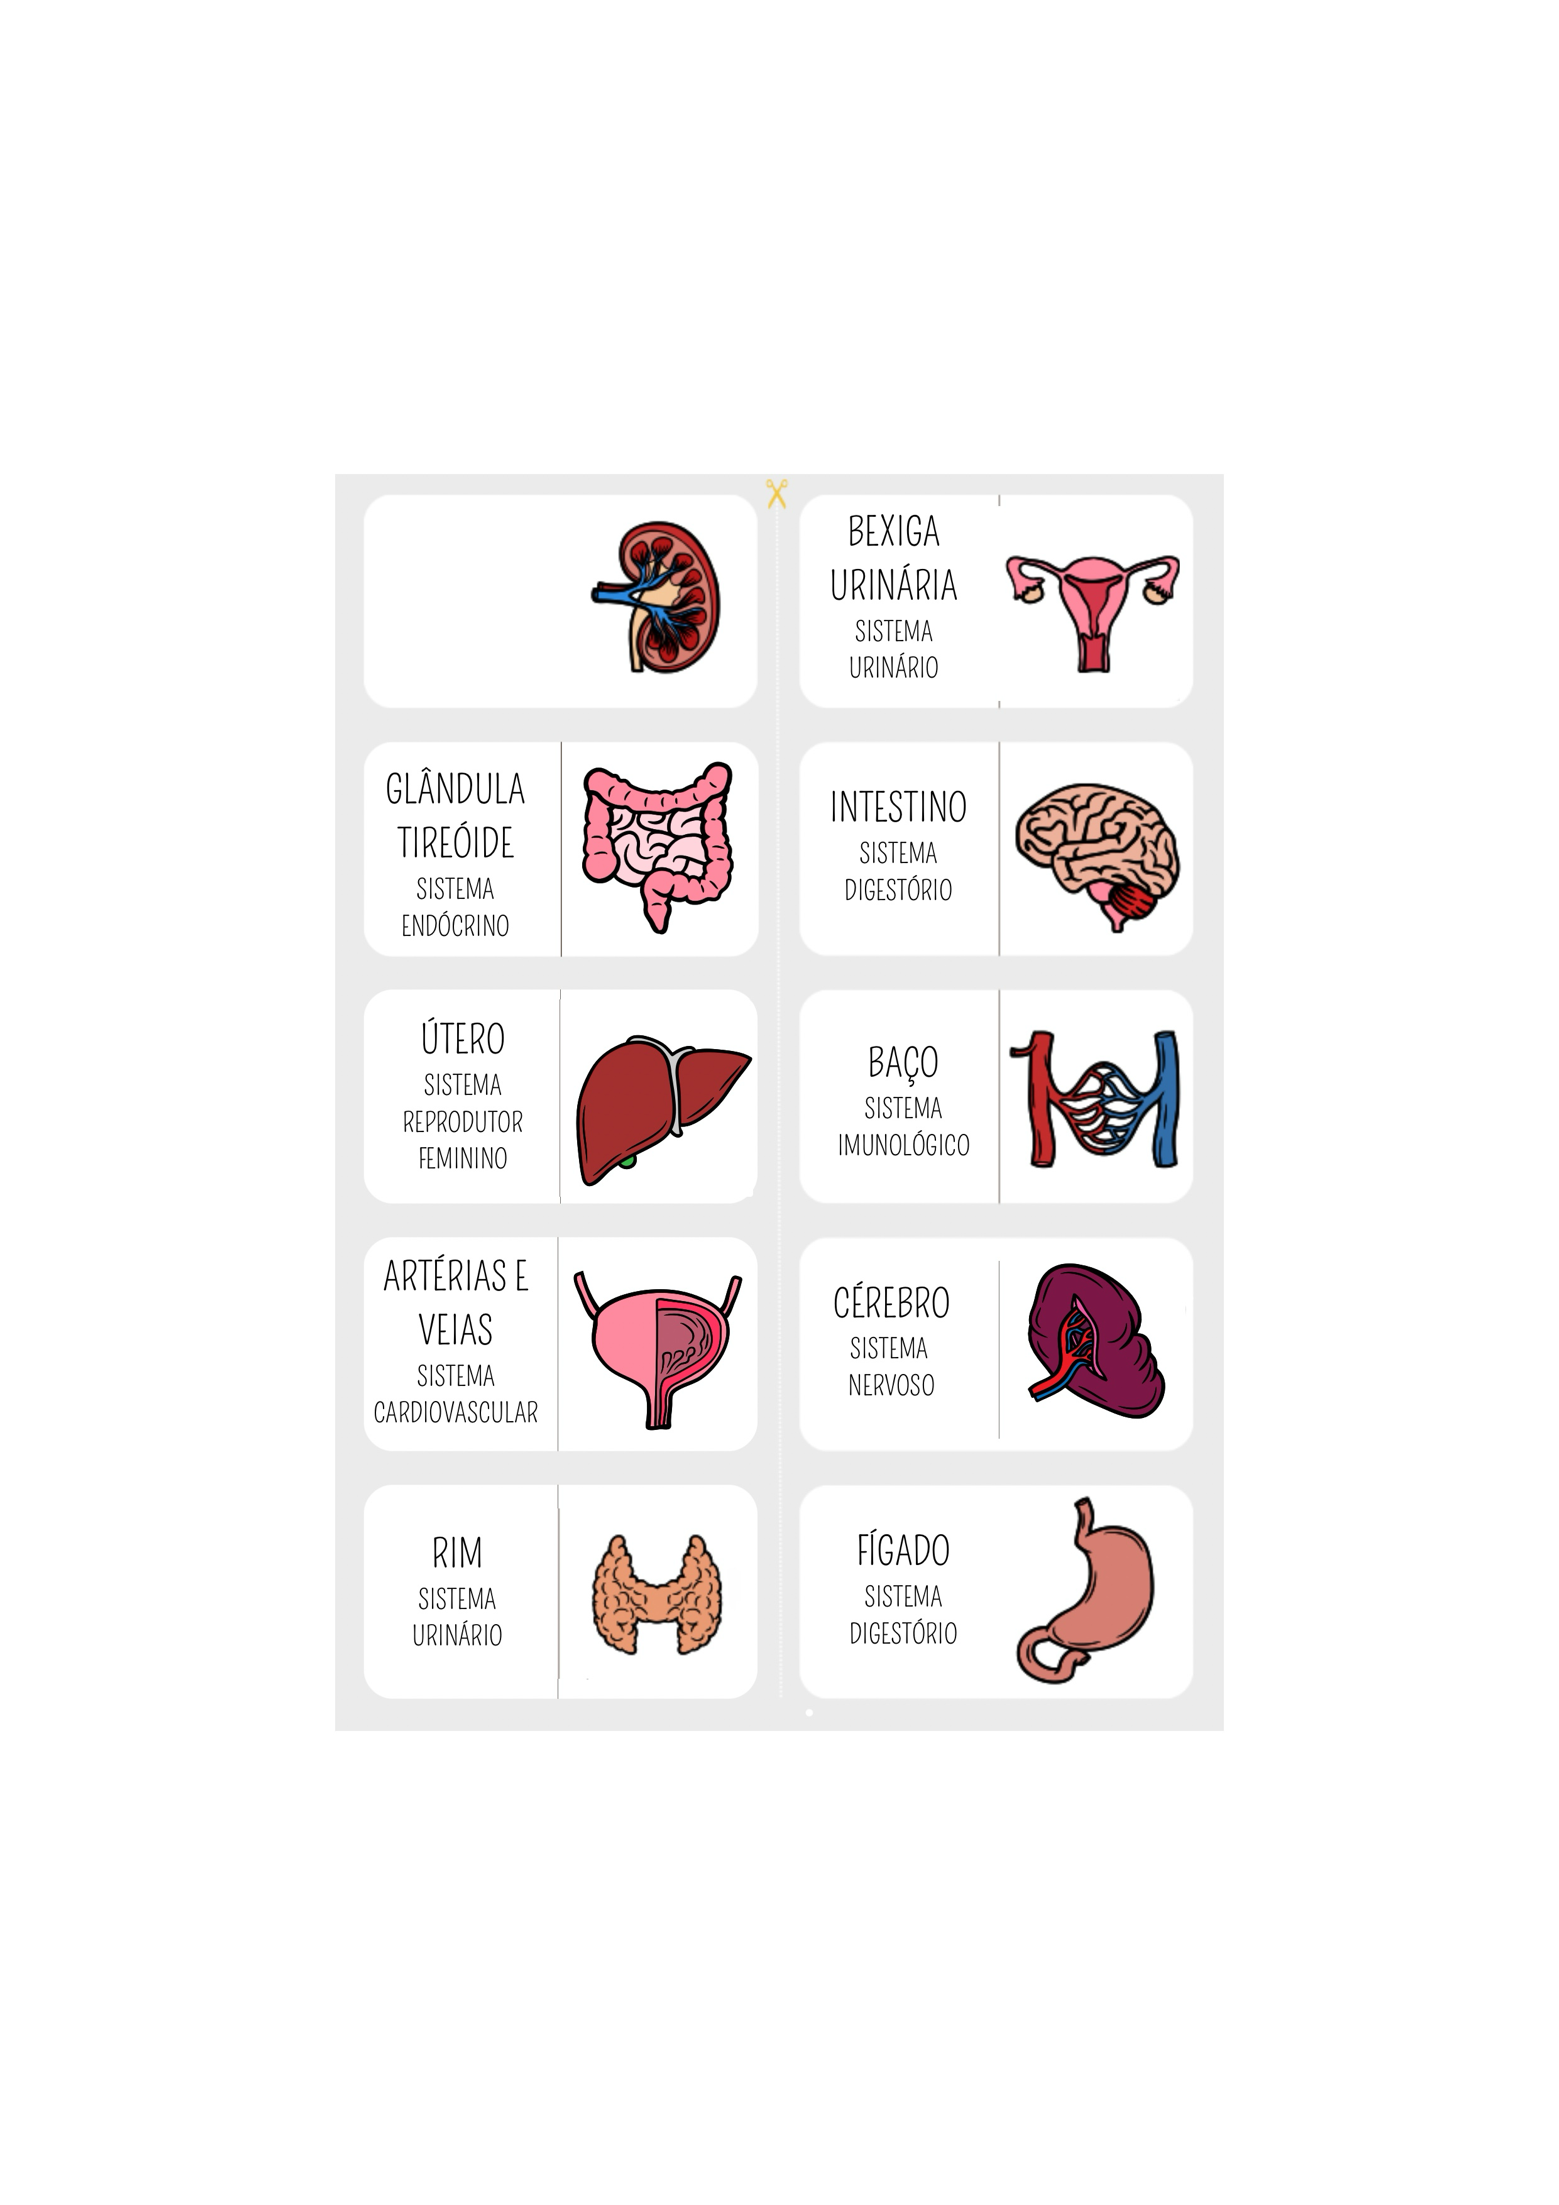 BEXIGA
URINÁRIA
SISTEMA
URINÁRIO
GLÂNDULA
TIREÓIDE
SISTEMA
ENDÓCRINO
INTESTINO
SISTEMA
DIGESTÓRIO
ÚTERO
SISTEMA
REPRODUTOR
FEMININO
BAÇO
SISTEMA
IMUNOLÓGICO
ARTÉRIAS E
VEIAS
SISTEMA
CARDIOVASCULAR
CÉREBRO
SISTEMA
NERVOSO
RIM
SISTEMA
URINÁRIO
FÍGADO
SISTEMA
DIGESTÓRIO